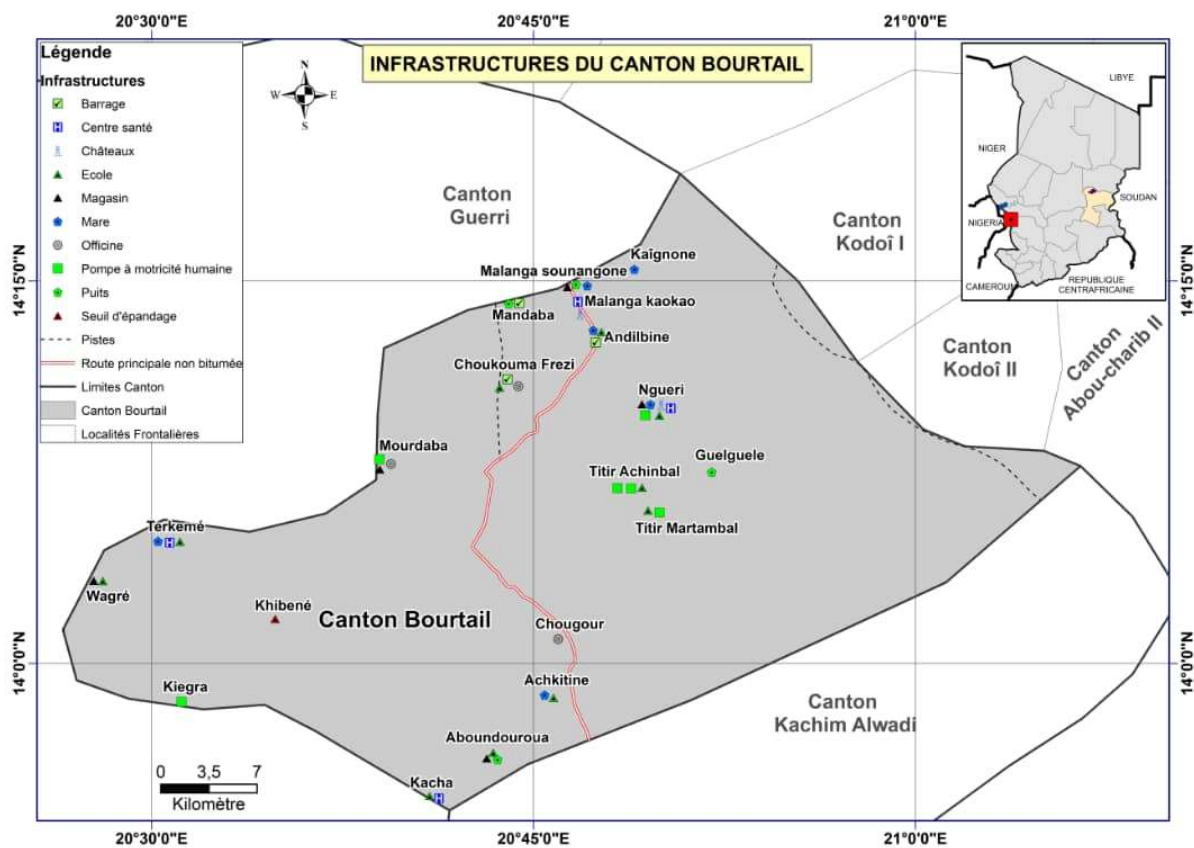 20°30'0"E
20°45'0"E
21°0'0"E
Légende
Infrastructures
Barrage
Centre santé
Châteaux
Ecole
Magasin
Mare
Officine
Pompe à motricité humaine
Puits
Seuil d'épandage
Pistes
Route principale non bitumée
Limites Canton
Canton Bourtail
Localités Frontalières
INFRASTRUCTURES DU CANTON BOURTAIL
N
W
E
S
LIBYE
NIGER
SOUDAN
NIGERIA
CAMEROUN
REPUBLIQUE
CENTRAFRICAINE
Canton
Guerri
Canton
Kodoî I
Canton
Kodoî II
Canton
Abou-charib II
14°15'0"N
14°15'0"N
Kaïgnone
Malanga sounangone
Malanga kaokao
Mandaba
Andilbine
Choukouma Frezi
Ngueri
Mourdaba
Guelguele
Titir Achinbal
Titir Martambal
Terkemé
Wagré
Khibené
Canton Bourtail
Chougour
14°0'0"N
14°0'0"N
Kiegra
Achkitine
Canton
Kachim Alwadi
Aboundouroua
Kacha
0 3,5 7
Kilomètre
20°30'0"E
20°45'0"E
21°0'0"E